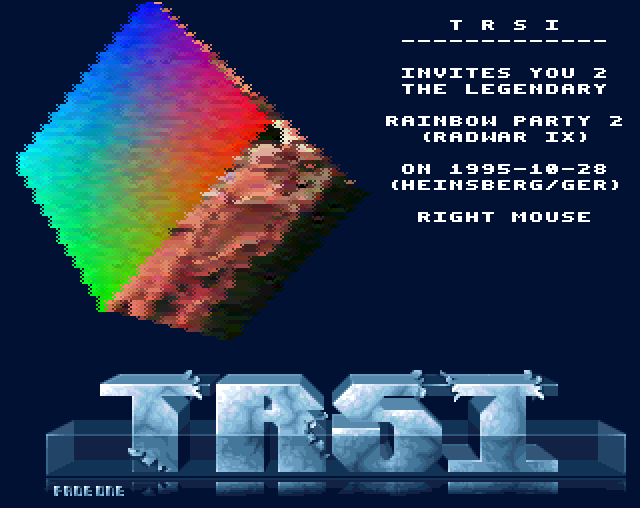 T R S I
-------------
INVITES YOU 2
THE LEGENDARY
RAINBOW PARTY 2
(RADWAR IX)
ON 1995-10-28
(HEINSBERG/GER)
RIGHT MOUSE
TRSI
FADE ONE